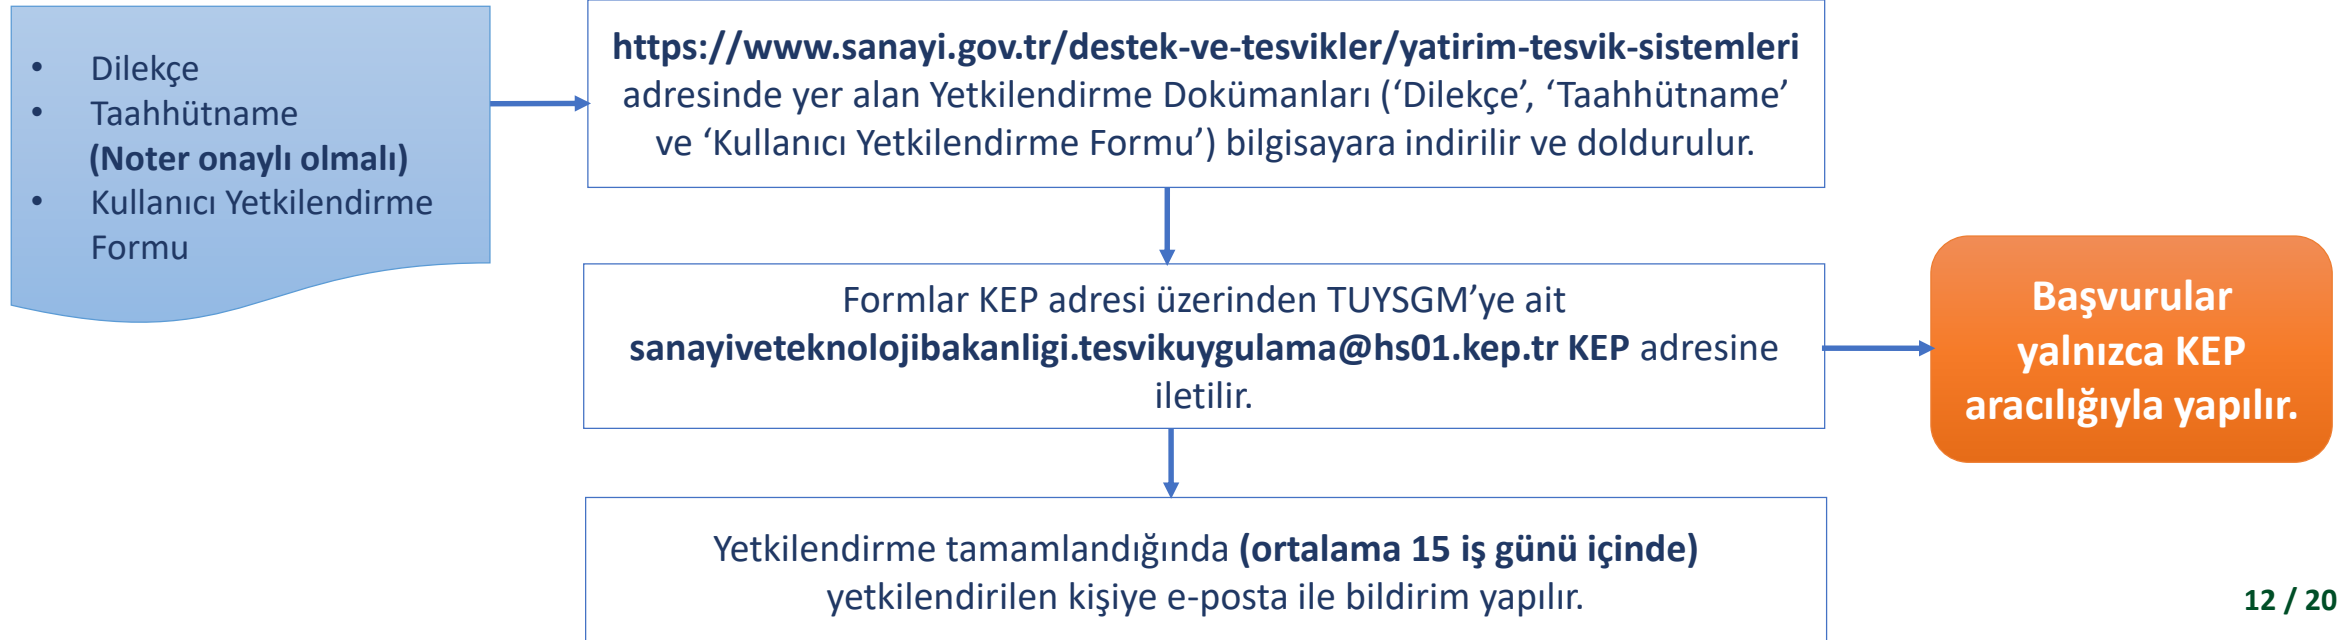 • Dilekçe
• Taahhütname
(Noter onaylı olmalı)
• Kullanıcı Yetkilendirme
Formu
https://www.sanayi.gov.tr/destek-ve-tesvikler/yatirim-tesvik-sistemleri
adresinde yer alan Yetkilendirme Dokümanları (‘Dilekçe’, ‘Taahhütname’
ve ‘Kullanıcı Yetkilendirme Formu’) bilgisayara indirilir ve doldurulur.
Formlar KEP adresi üzerinden TUYSGM’ye ait
sanayiveteknolojibakanligi.tesvikuygulama@hs01.kep.tr KEP adresine
iletilir.
Başvurular
yalnızca KEP
aracılığıyla yapılır.
Yetkilendirme tamamlandığında (ortalama 15 iş günü içinde)
yetkilendirilen kişiye e-posta ile bildirim yapılır.
12 / 20